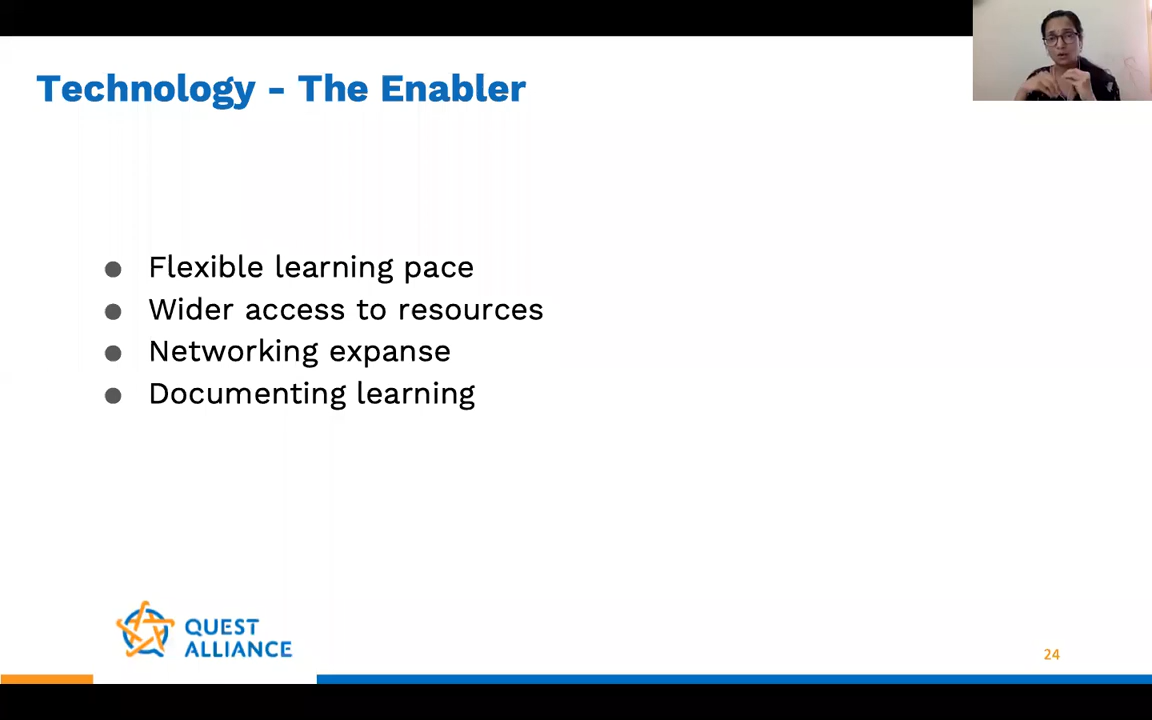 Technology - The Enabler
● Flexible learning pace
● Wider access to resources
● Networking expanse
● Documenting learning
QUEST
ALLIANCE
24